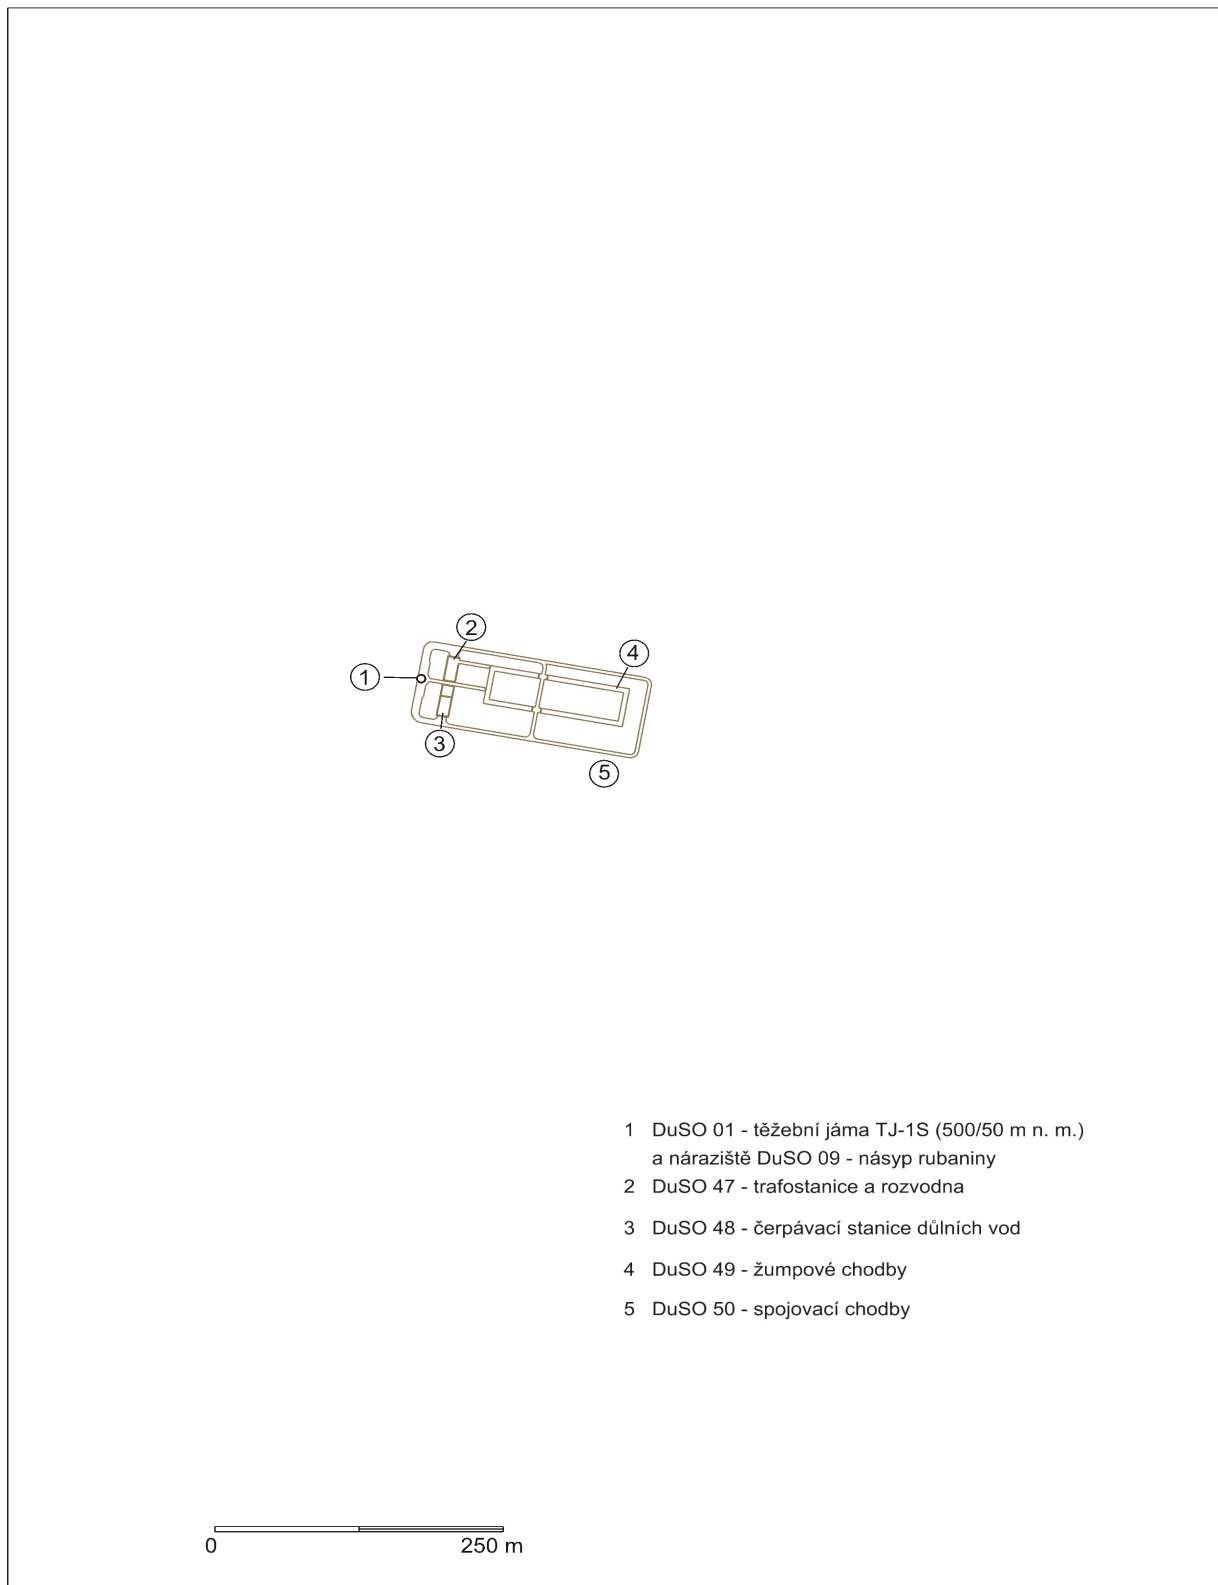 2
4
1
3
5
1 DuSO 01 - těžební jáma TJ-1S (500/50 m n. m.)
a náraziště DuSO 09 - násyp rubaniny
2 DuSO 47 - trafostanice a rozvodna
3 DuSO 48 - čerpávací stanice důlních vod
4 DuSO 49 - žumpové chodby
5 DuSO 50 - spojovací chodby
0 250 m